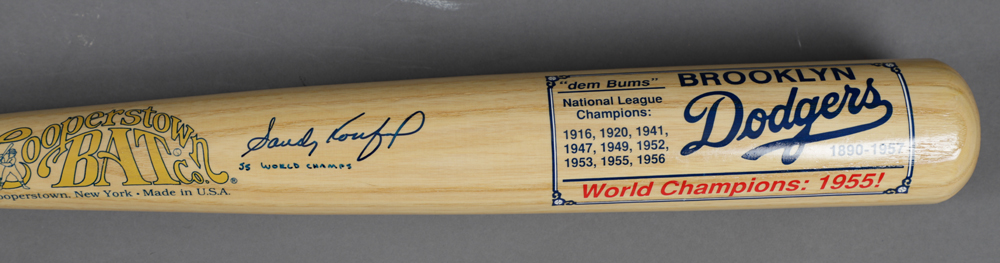 Cooperstown
BAT
Co.
®
Cooperstown, New York • Made in U.S.A.
Sandy Koufax
55 WORLD CHAMPS
"dem Bums"
National League
Champions:
1916, 1920, 1941,
1947, 1949, 1952,
1953, 1955, 1956
BROOKLYN
Dodgers
1890-1957
World Champions: 1955!